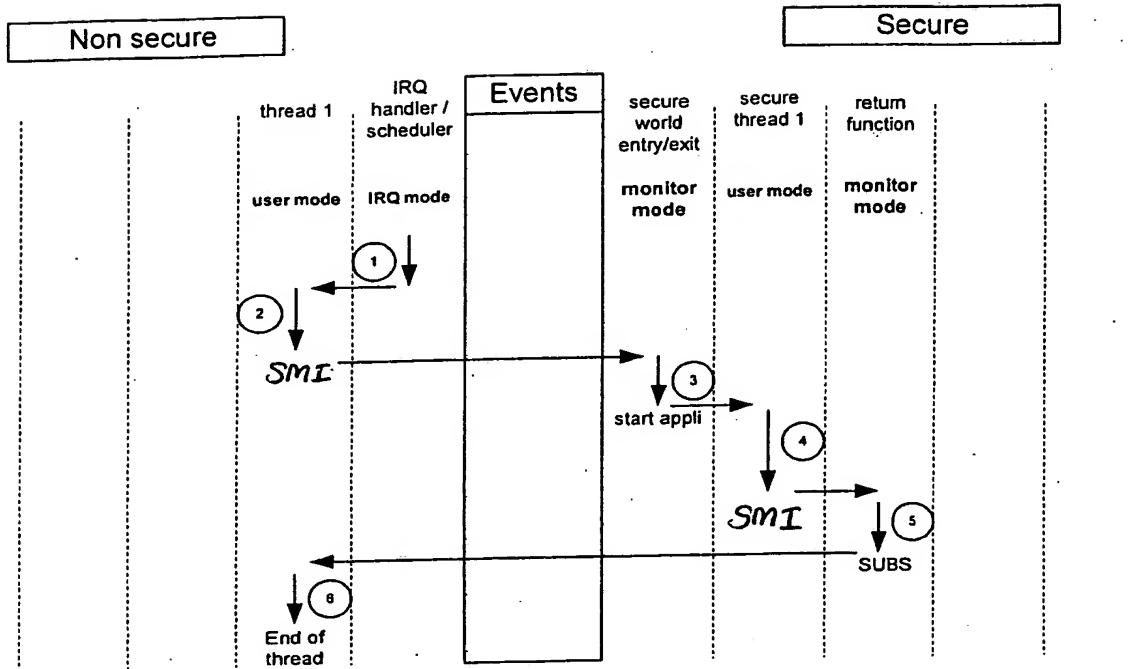 Non secure
Secure
Events
thread 1
IRQ
handler /
scheduler
secure
world
entry/exit
secure
thread 1
return
function
user mode
IRQ mode
monitor
mode
user mode
monitor
mode
1
2
SMI
3
start appli
4
SMI
5
SUBS
6
End of
thread